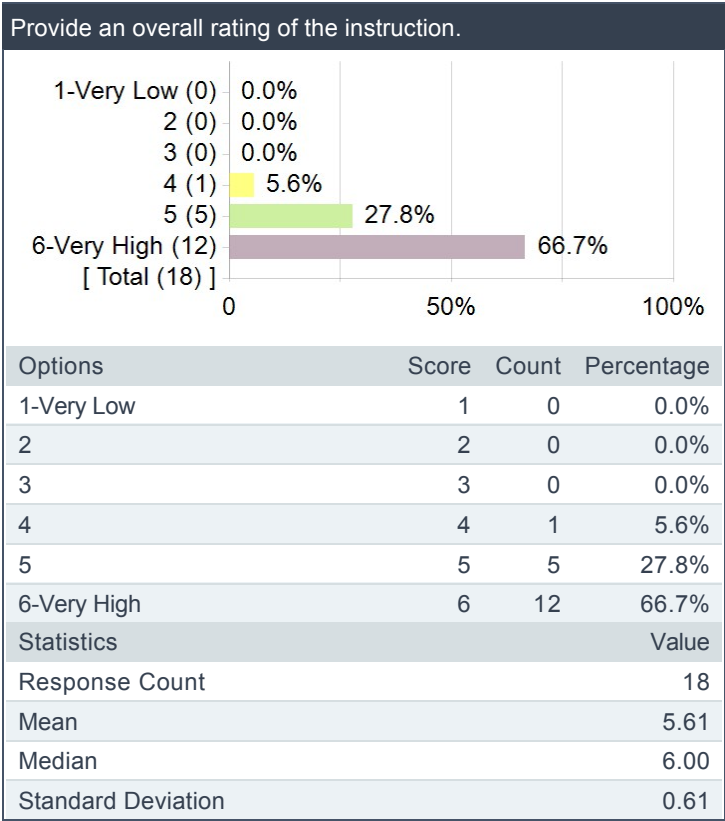 Provide an overall rating of the instruction.
1-Very Low (0) 0.0%
2 (0) 0.0%
3 (0) 0.0%
4 (1) 5.6%
5 (5) 27.8%
6-Very High (12) 66.7%
[ Total (18) ]
0 50% 100%
Options Score Count Percentage
1-Very Low 1 0 0.0%
2 2 0 0.0%
3 3 0 0.0%
4 4 1 5.6%
5 5 5 27.8%
6-Very High 6 12 66.7%
Statistics Value
Response Count 18
Mean 5.61
Median 6.00
Standard Deviation 0.61